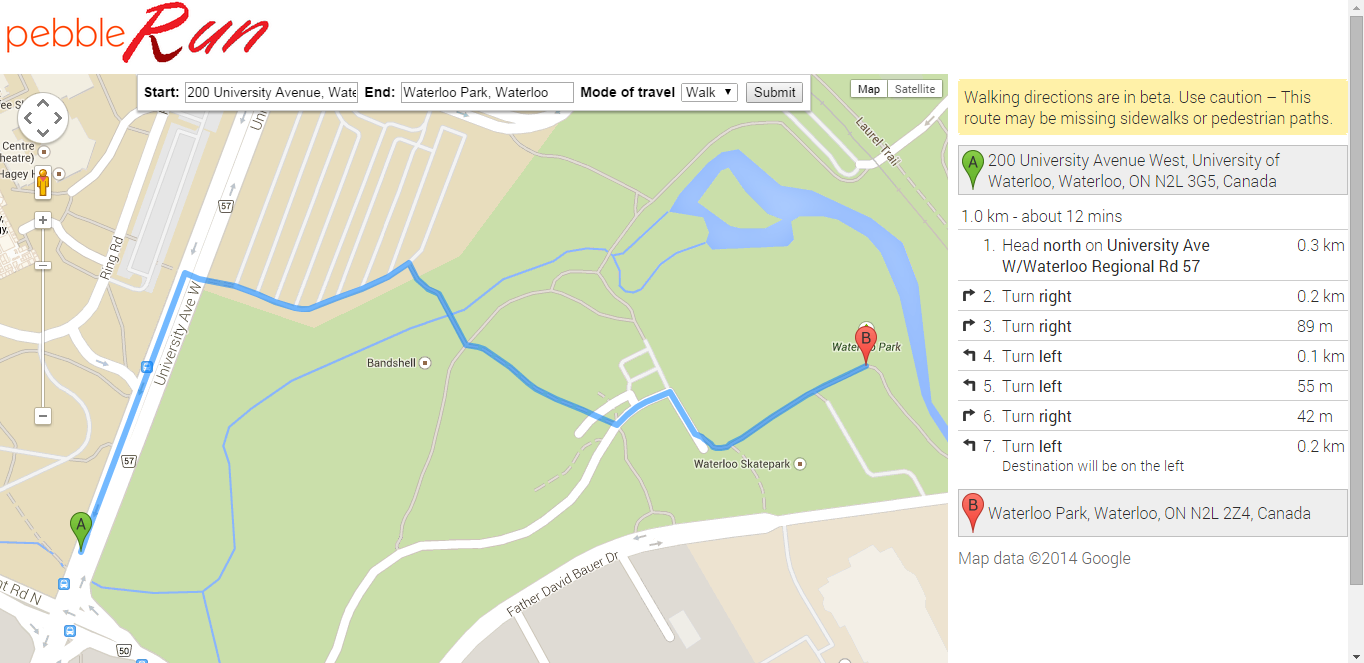 pebble Run
Start: 200 University Avenue, Wate End: Waterloo Park, Waterloo Mode of travel Walk Submit
Map Satellite
Centre
Hagey H
Ring Rd
57
Uni
University Ave W
57
Laurel Trail
Bandshell
Waterloo Park
Waterloo Skatepark
Father David Bauer Dr
nt Rd N
50
A
B
Walking directions are in beta. Use caution – This
route may be missing sidewalks or pedestrian paths.
A 200 University Avenue West, University of
Waterloo, Waterloo, ON N2L 3G5, Canada
1.0 km - about 12 mins
1. Head north on University Ave 0.3 km
W/Waterloo Regional Rd 57
2. Turn right 0.2 km
3. Turn right 89 m
4. Turn left 0.1 km
5. Turn left 55 m
6. Turn right 42 m
7. Turn left 0.2 km
Destination will be on the left
B Waterloo Park, Waterloo, ON N2L 2Z4, Canada
Map data ©2014 Google